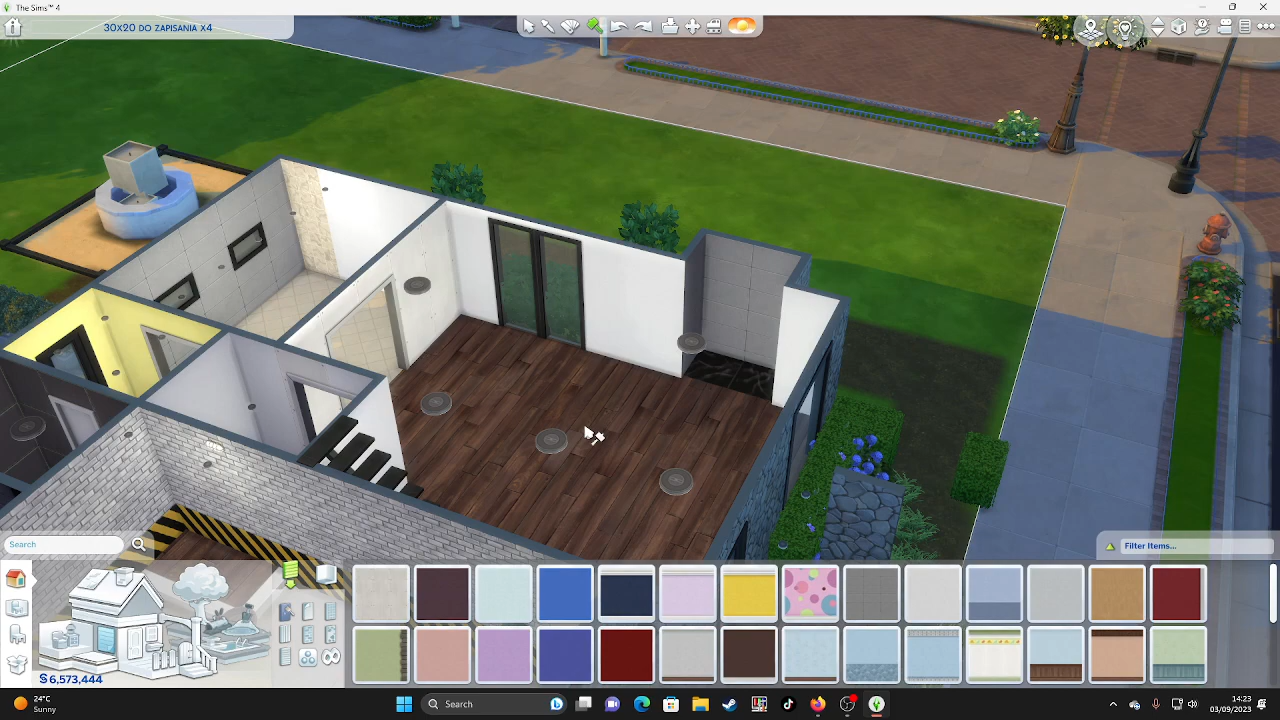 The Sims™ 4
30X20 DO ZAPISANIA X4
Search
Filter Items...
§ 6,573,444
24°C
Sunny
Search
14:23
03/09/2023